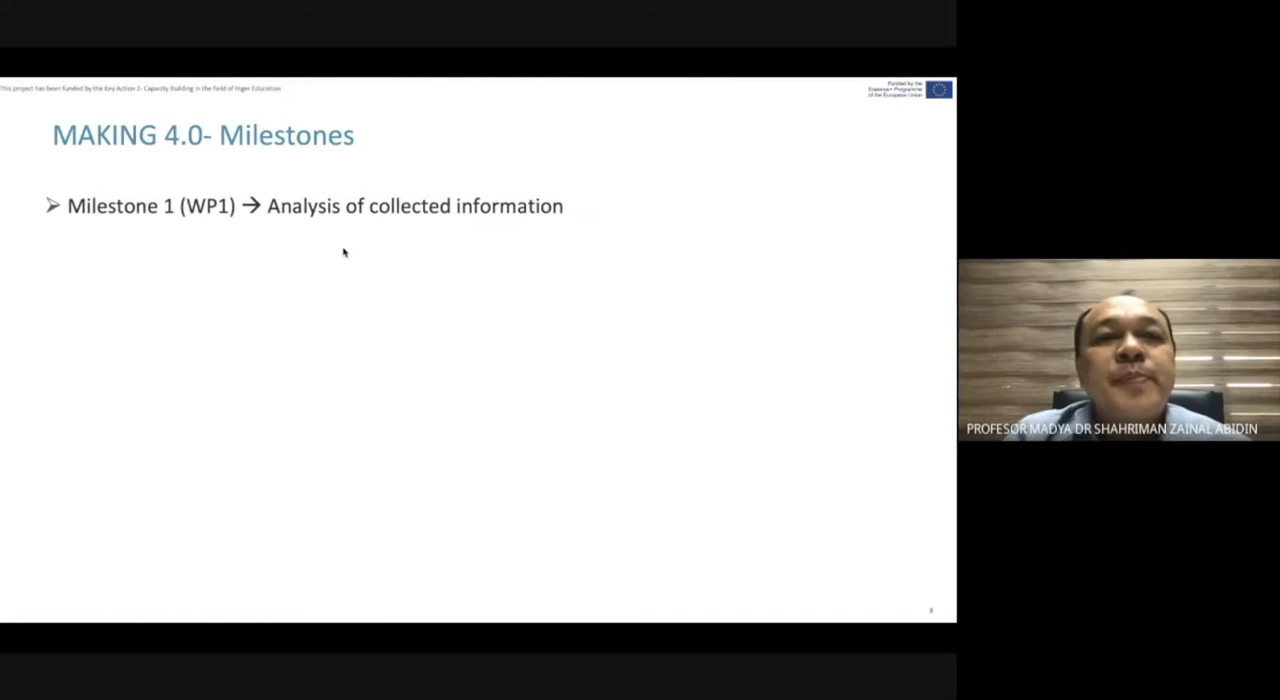 This project has been funded by the Key Action 2- Capacity Building in the field of Higer Education
Funded by the
Erasmus+ Programme
of the European Union
MAKING 4.0- Milestones
➢ Milestone 1 (WP1) → Analysis of collected information
PROFESOR MADYA DR SHAHRIMAN ZAINAL ABIDIN
8